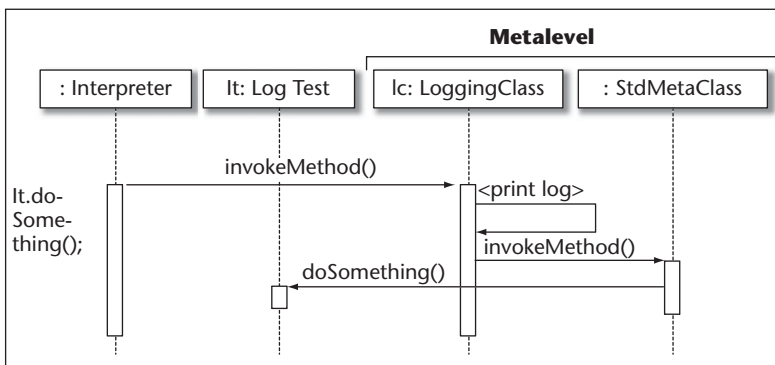 Metalevel
: Interpreter
lt: Log Test
lc: LoggingClass
: StdMetaClass
invokeMethod()
lt.do-
Some-
thing();
<print log>
invokeMethod()
doSomething()